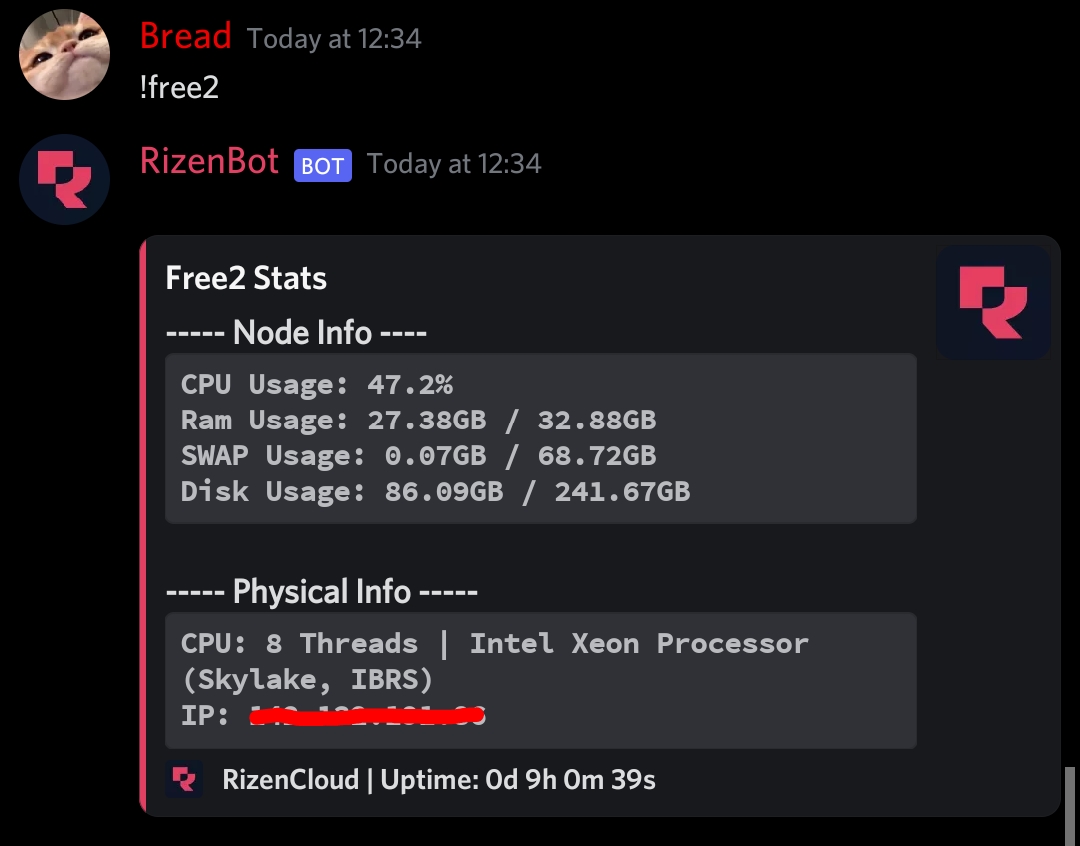 Bread Today at 12:34
!free2
RizenBot BOT Today at 12:34
Free2 Stats
----- Node Info ----
CPU Usage: 47.2%
Ram Usage: 27.38GB / 32.88GB
SWAP Usage: 0.07GB / 68.72GB
Disk Usage: 86.09GB / 241.67GB
----- Physical Info -----
CPU: 8 Threads | Intel Xeon Processor
(Skylake, IBRS)
IP:
RizenCloud | Uptime: 0d 9h 0m 39s